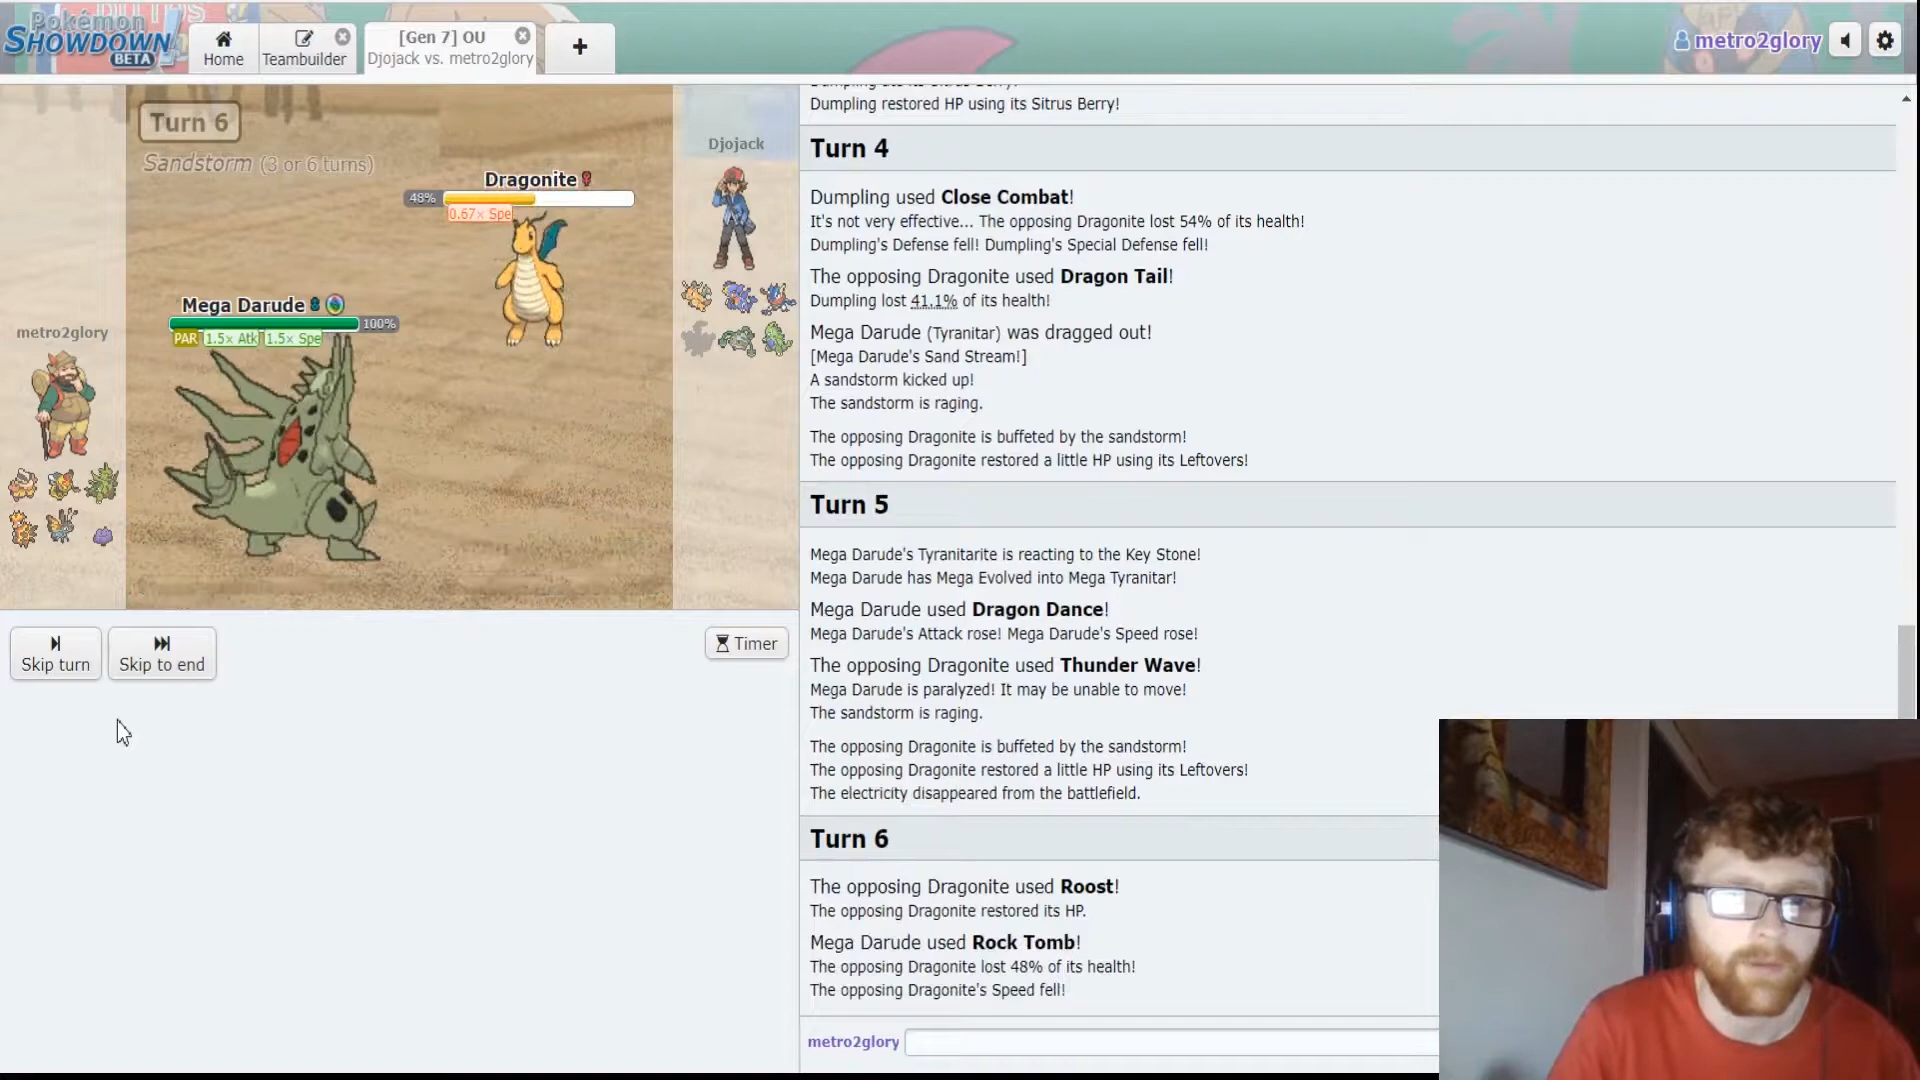 Pokémon
SHOWDOWN
BETA
Home
Teambuilder
[Gen 7] OU
Djojack vs. metro2glory
+
metro2glory
Turn 6
Sandstorm (3 or 6 turns)
Dragonite
48%
0.67× Spe
Mega Darude
100%
PAR 1.5× Atk 1.5× Spe
metro2glory
Djojack
Skip turn
Skip to end
Timer
Dumpling restored HP using its Sitrus Berry!
Turn 4
Dumpling used Close Combat!
It's not very effective... The opposing Dragonite lost 54% of its health!
Dumpling's Defense fell! Dumpling's Special Defense fell!
The opposing Dragonite used Dragon Tail!
Dumpling lost 41.1% of its health!
Mega Darude (Tyranitar) was dragged out!
[Mega Darude's Sand Stream!]
A sandstorm kicked up!
The sandstorm is raging.
The opposing Dragonite is buffeted by the sandstorm!
The opposing Dragonite restored a little HP using its Leftovers!
Turn 5
Mega Darude's Tyranitarite is reacting to the Key Stone!
Mega Darude has Mega Evolved into Mega Tyranitar!
Mega Darude used Dragon Dance!
Mega Darude's Attack rose! Mega Darude's Speed rose!
The opposing Dragonite used Thunder Wave!
Mega Darude is paralyzed! It may be unable to move!
The sandstorm is raging.
The opposing Dragonite is buffeted by the sandstorm!
The opposing Dragonite restored a little HP using its Leftovers!
The electricity disappeared from the battlefield.
Turn 6
The opposing Dragonite used Roost!
The opposing Dragonite restored its HP.
Mega Darude used Rock Tomb!
The opposing Dragonite lost 48% of its health!
The opposing Dragonite's Speed fell!
metro2glory